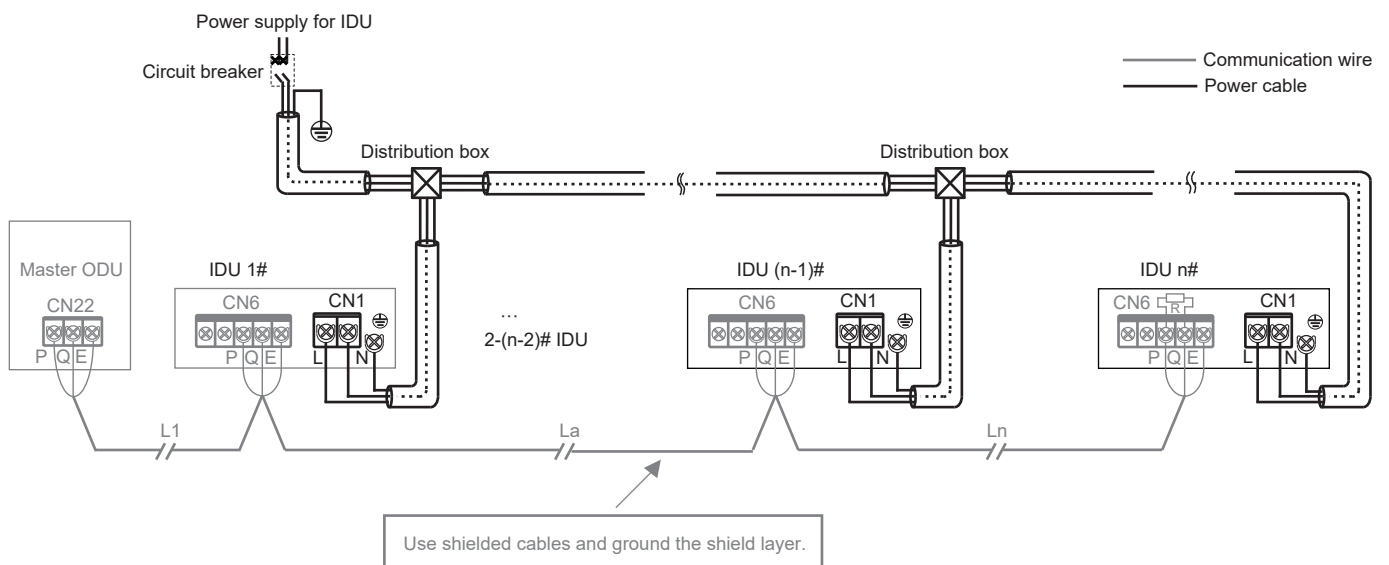 Power supply for IDU
Circuit breaker
Communication wire
Power cable
Distribution box
Distribution box
Master ODU
CN22
P Q E
IDU 1#
CN6
CN1
P Q E
L N
...
2-(n-2)# IDU
IDU (n-1)#
CN6
CN1
P Q E
L N
IDU n#
CN6
R
CN1
P Q E
L N
L1
La
Ln
Use shielded cables and ground the shield layer.